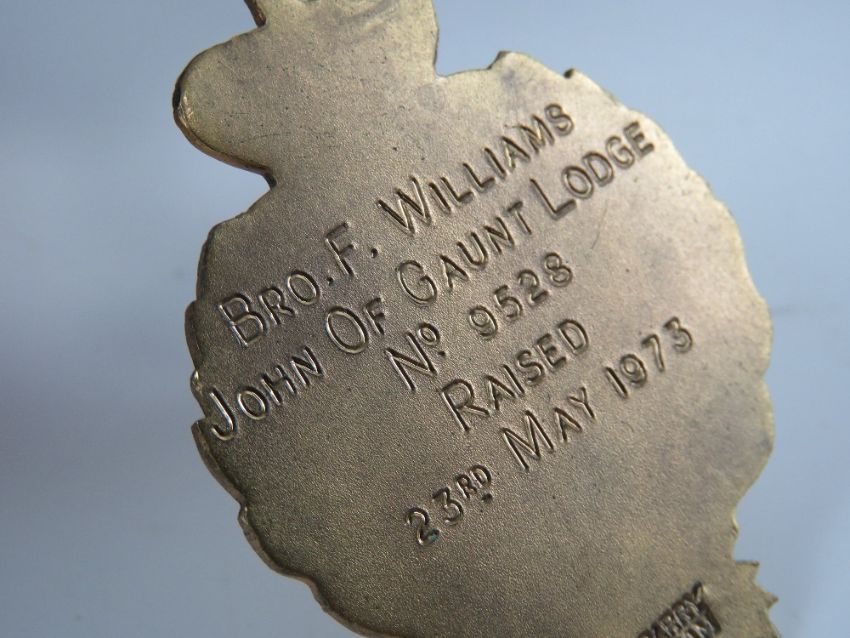 BRO. F. WILLIAMS
JOHN OF GAUNT LODGE
No 9528
RAISED
23RD MAY 1973